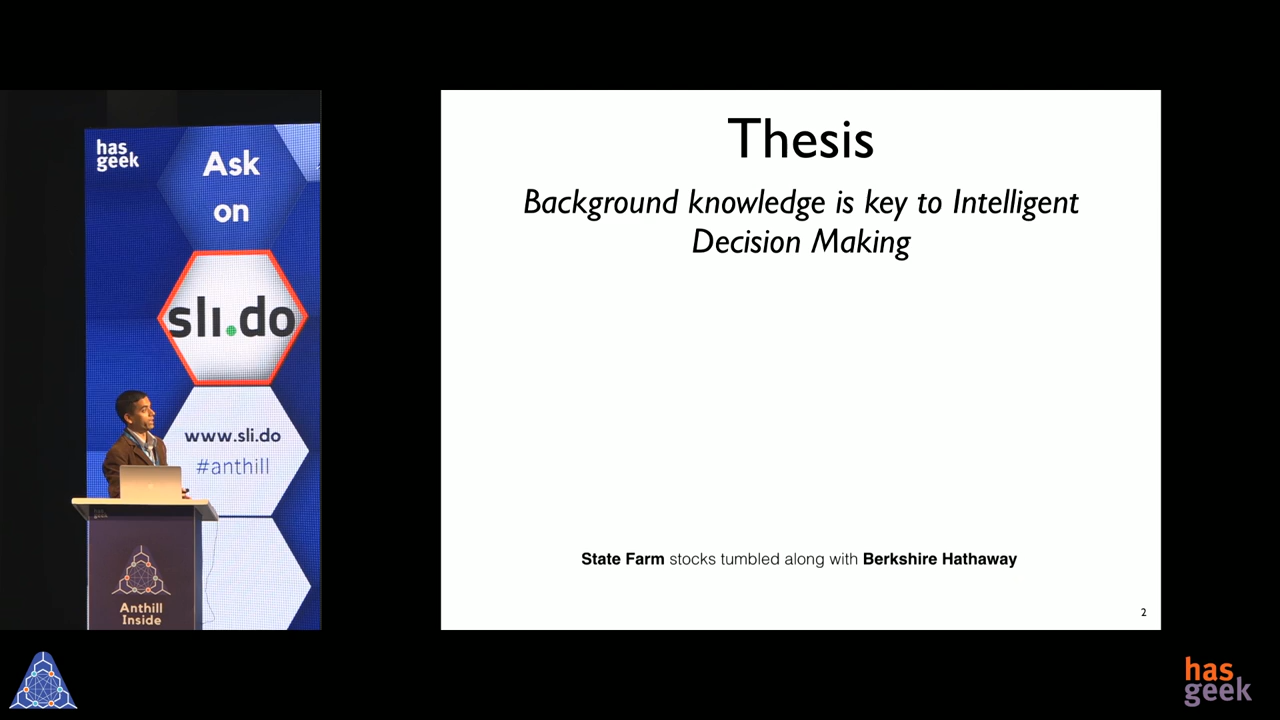 has
geek
Ask
on
sli.do
www.sli.do
#anthill
Anthill
Inside
Thesis
Background knowledge is key to Intelligent
Decision Making
State Farm stocks tumbled along with Berkshire Hathaway
2
has
geek